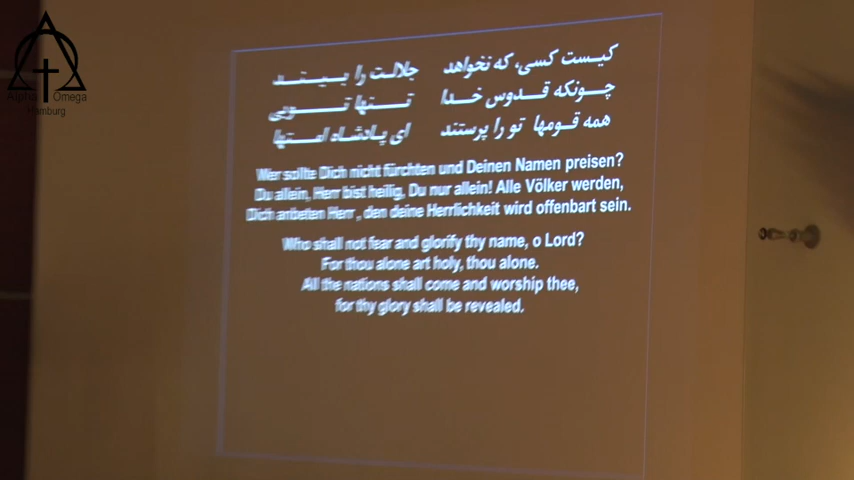 Alpha Omega
Hamburg
کیست کسی، که نخواهد جلالت را ببیند
چونکه قدوس خدا تنها تویی
همه قومها تو را پرستند ای پادشاه امتها
Wer sollte Dich nicht fürchten und Deinen Namen preisen?
Du allein, Herr bist heilig, Du nur allein! Alle Völker werden,
Dich anbeten Herr, den deine Herrlichkeit wird offenbart sein.
Who shall not fear and glorify thy name, o Lord?
For thou alone art holy, thou alone.
All the nations shall come and worship thee,
for thy glory shall be revealed.